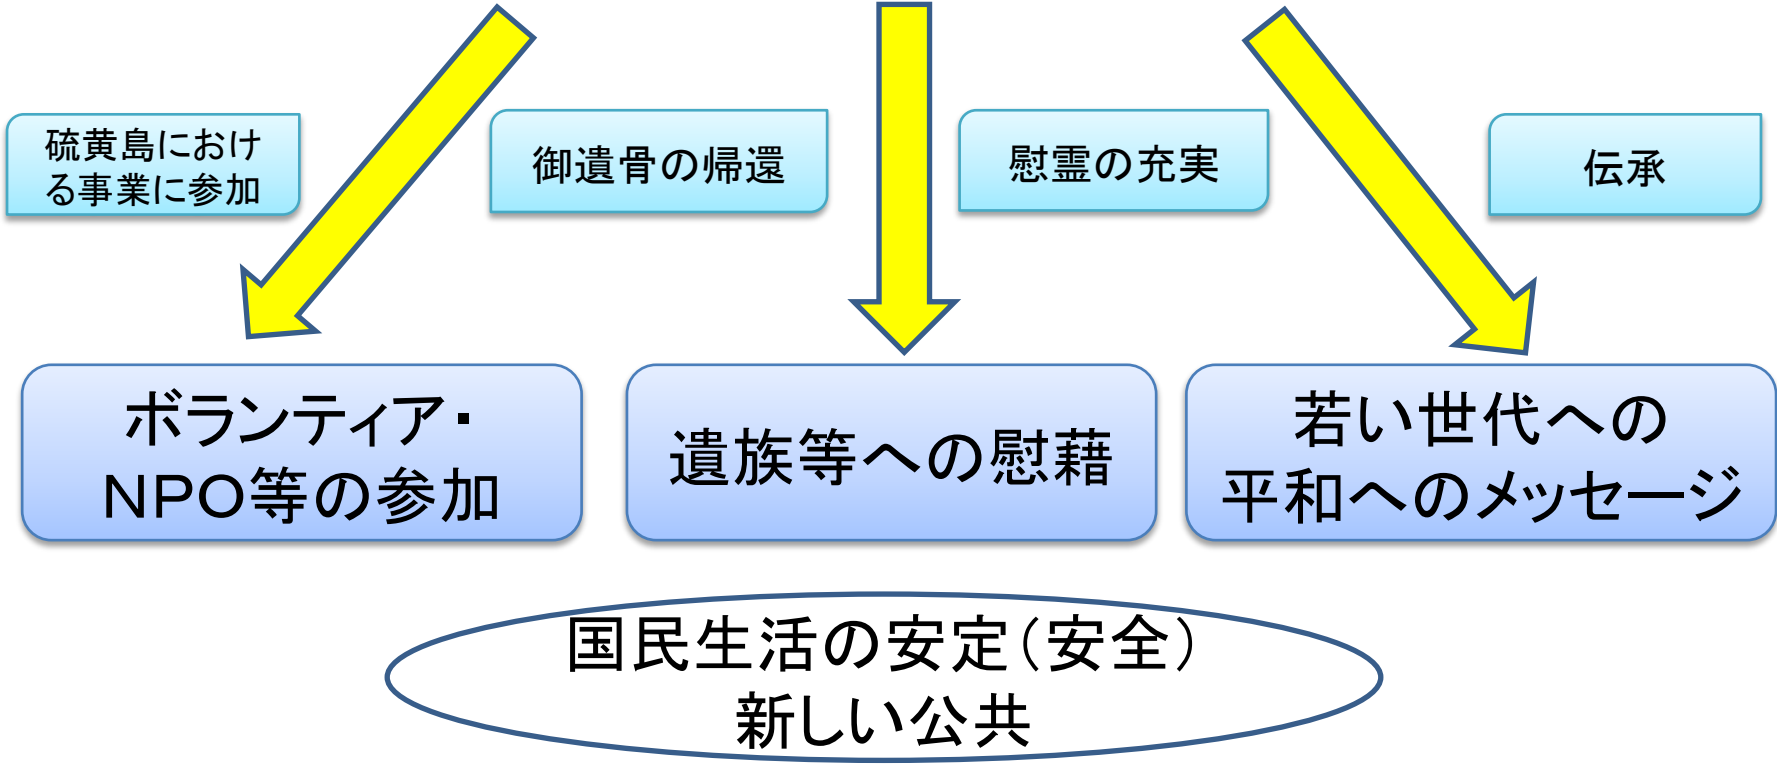 硫黄島におけ
る事業に参加
御遺骨の帰還
慰霊の充実
伝承
ボランティア・
NPO等の参加
遺族等への慰藉
若い世代への
平和へのメッセージ
国民生活の安定(安全)
新しい公共